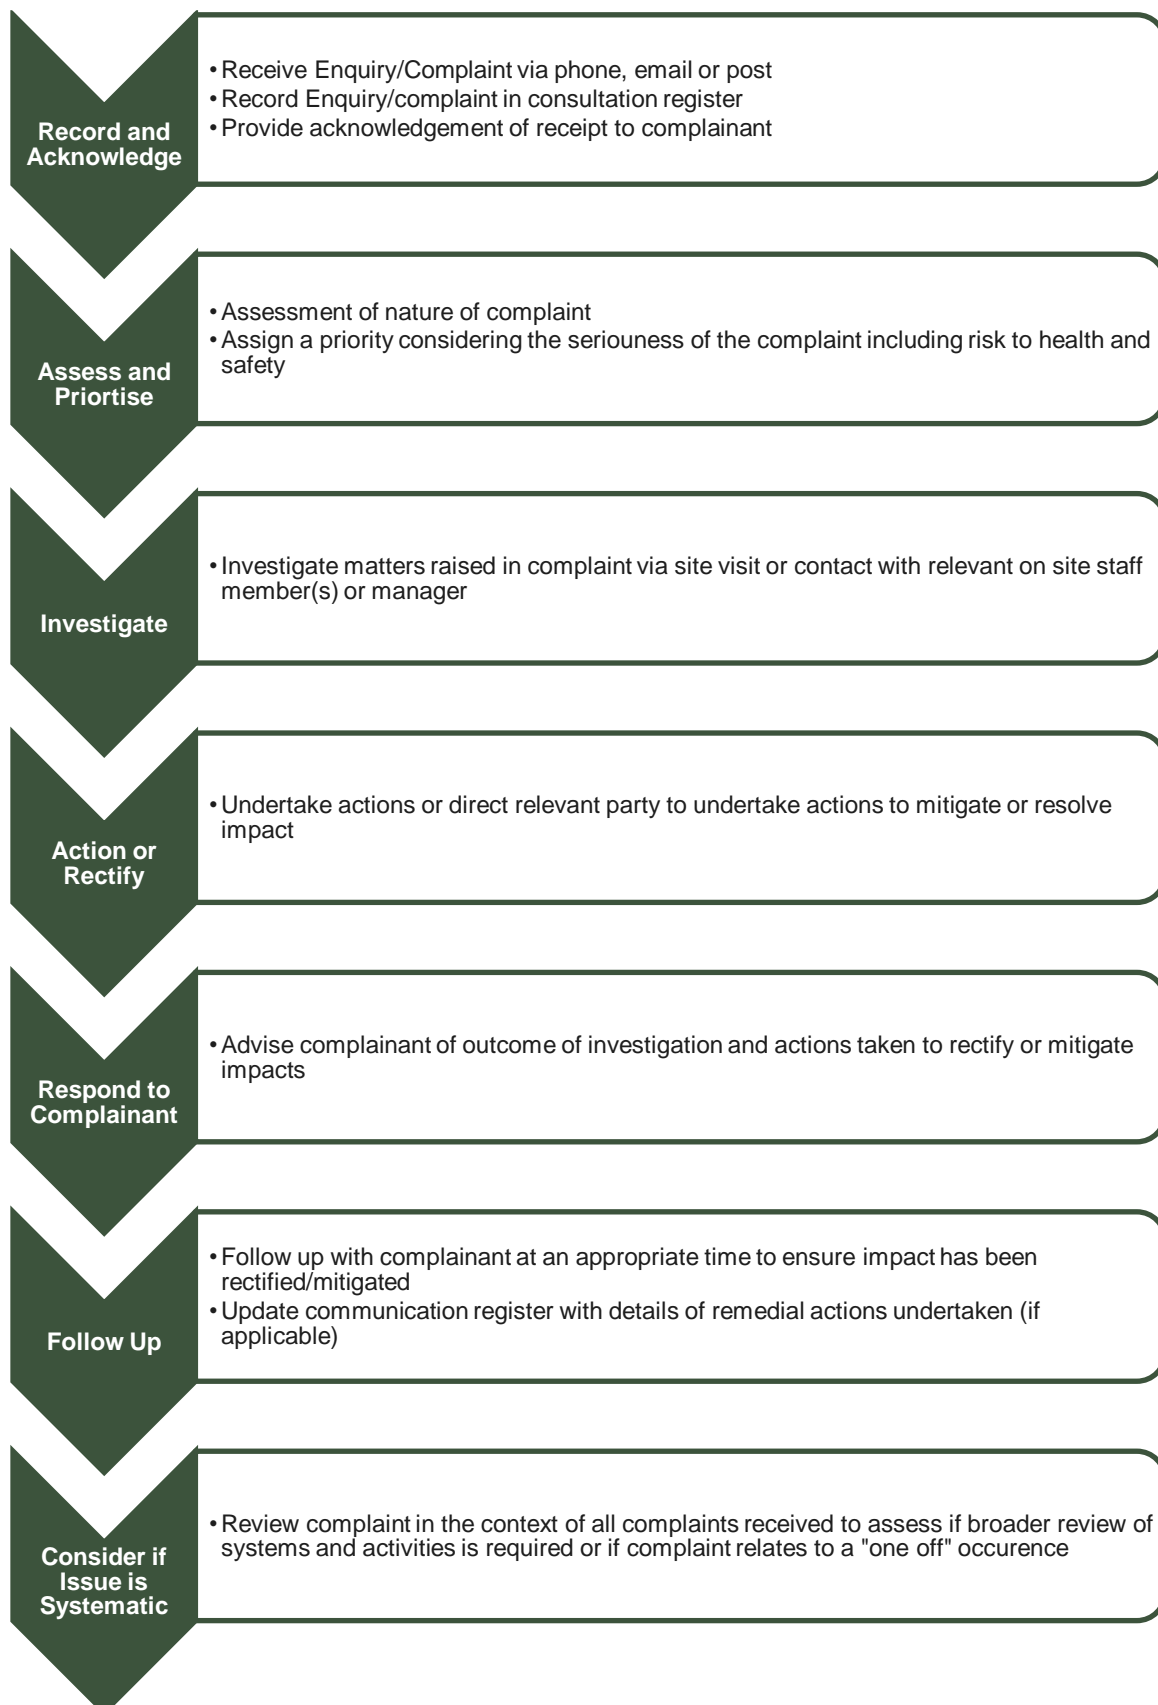 Record and
Acknowledge
• Receive Enquiry/Complaint via phone, email or post
• Record Enquiry/complaint in consultation register
• Provide acknowledgement of receipt to complainant
Assess and
Priortise
• Assessment of nature of complaint
• Assign a priority considering the seriouness of the complaint including risk to health and
safety
Investigate
• Investigate matters raised in complaint via site visit or contact with relevant on site staff
member(s) or manager
Action or
Rectify
• Undertake actions or direct relevant party to undertake actions to mitigate or resolve
impact
Respond to
Complainant
• Advise complainant of outcome of investigation and actions taken to rectify or mitigate
impacts
Follow Up
• Follow up with complainant at an appropriate time to ensure impact has been
rectified/mitigated
• Update communication register with details of remedial actions undertaken (if
applicable)
Consider if
Issue is
Systematic
• Review complaint in the context of all complaints received to assess if broader review of
systems and activities is required or if complaint relates to a "one off" occurence